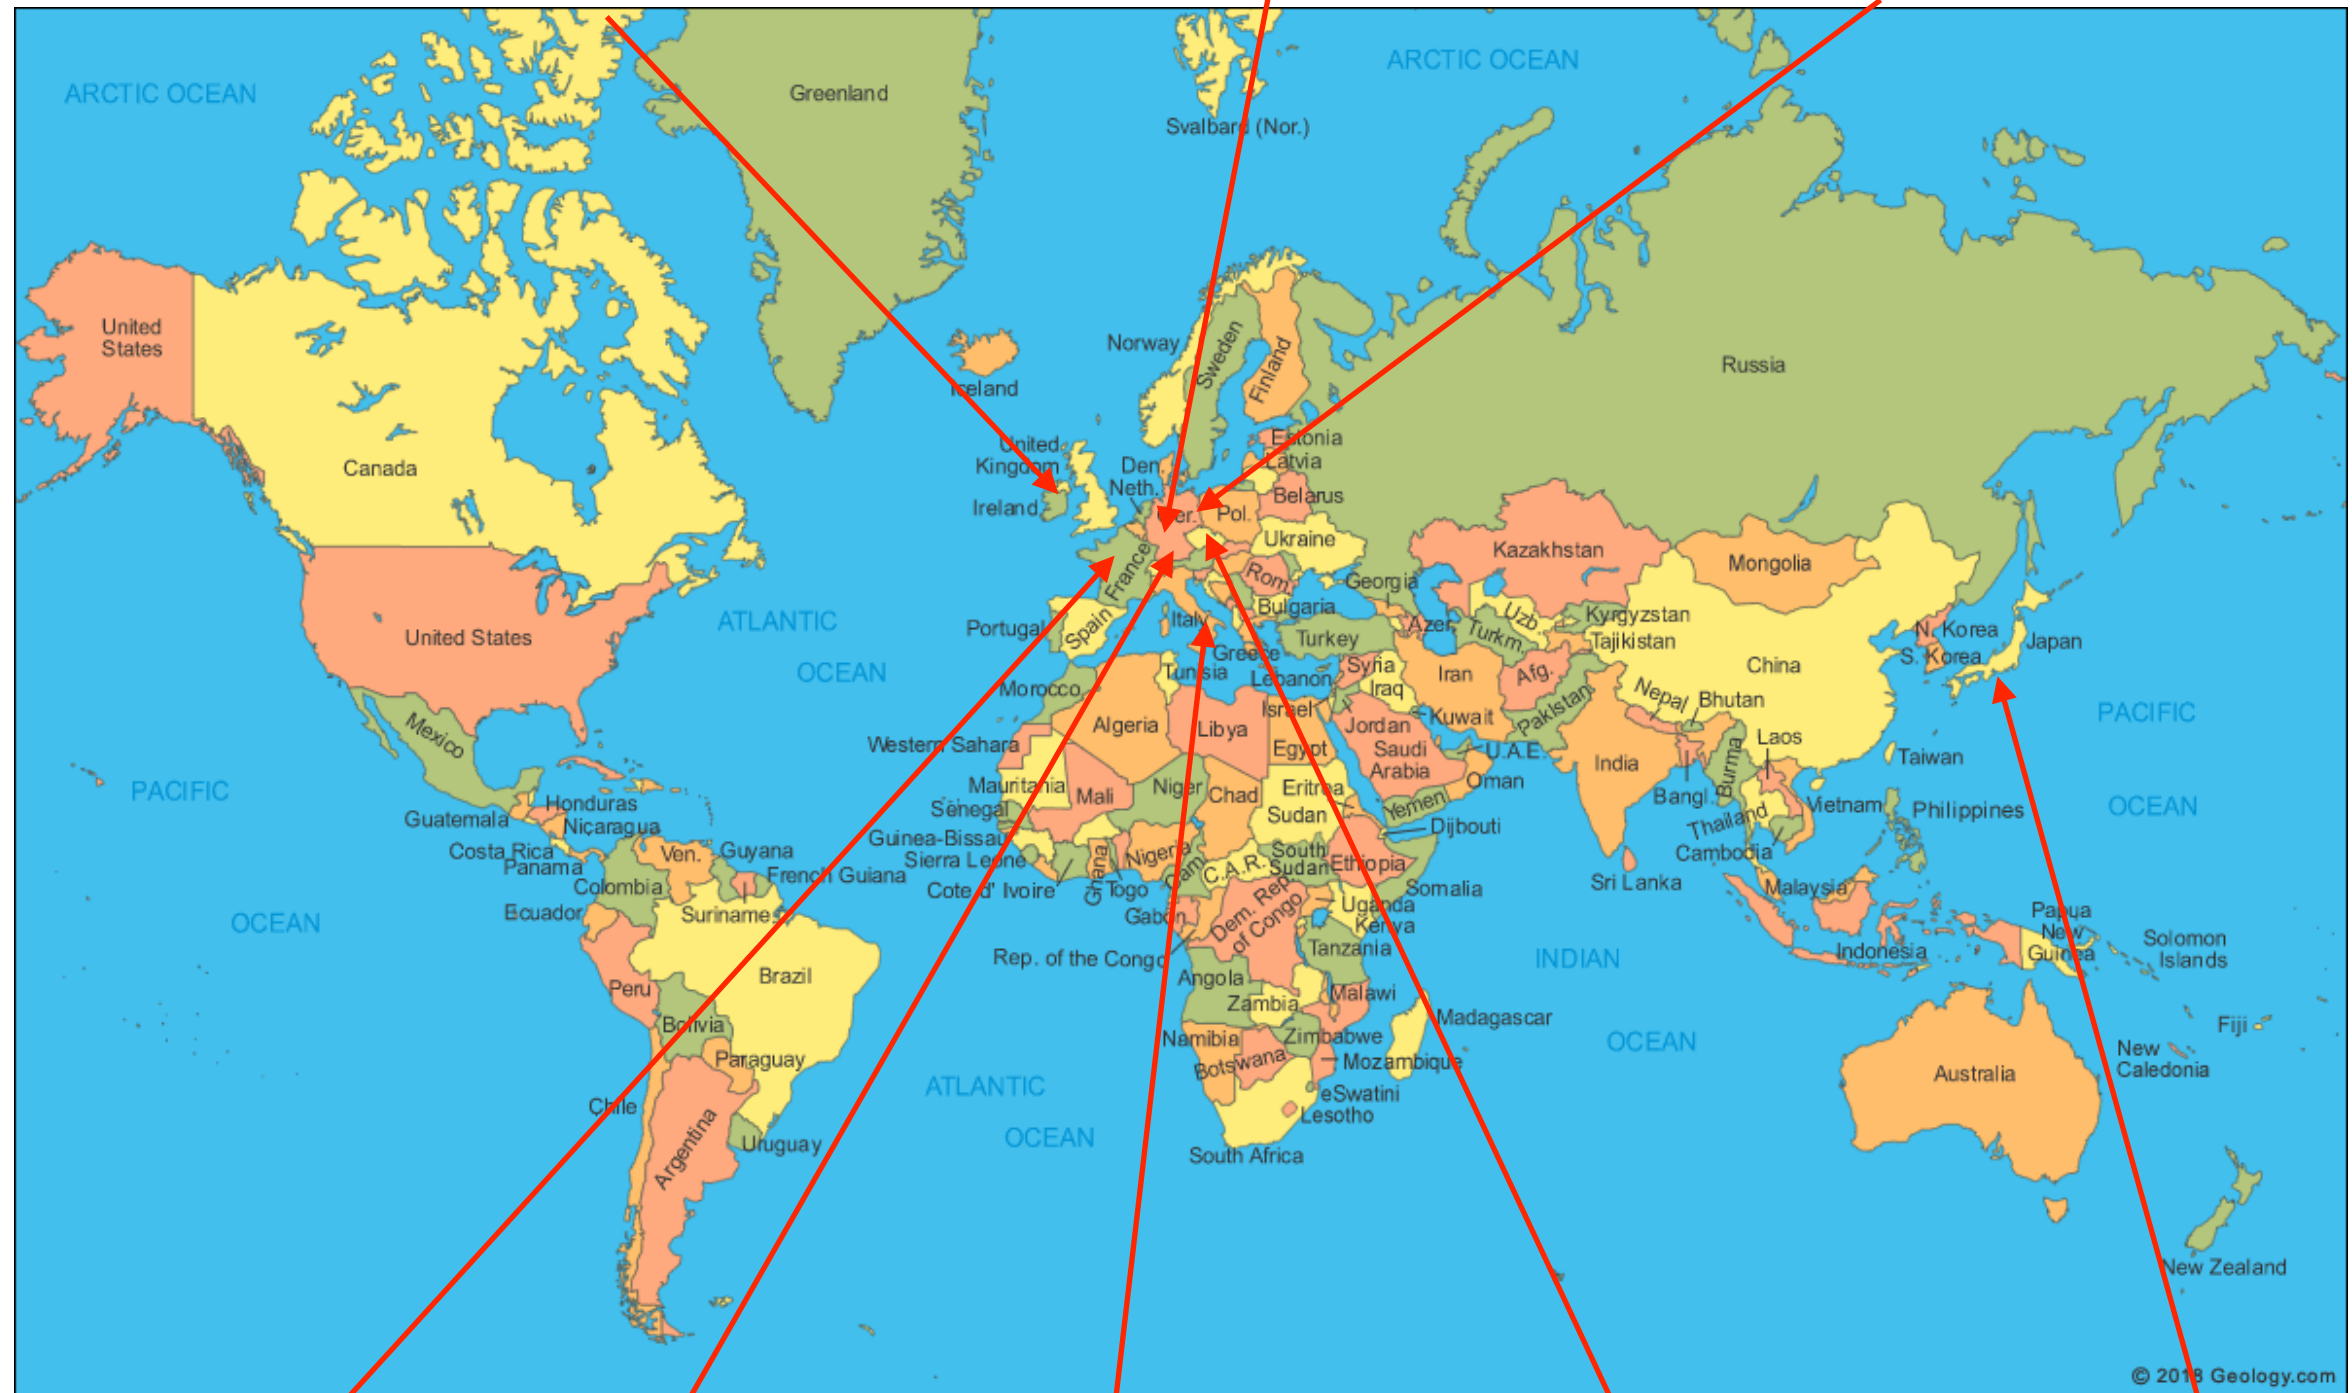 ARCTIC OCEAN
Greenland
Svalbard (Nor.)
ARCTIC OCEAN
United
States
Canada
Iceland
Norway
Sweden
Finland
Russia
United
Kingdom
Ireland
Den.
Neth.
Estonia
Latvia
Belarus
Ger.
Pol.
Ukraine
France
Rom.
Bulgaria
Italy
Spain
Portugal
Greece
Turkey
Georgia
Azer.
Kazakhstan
Mongolia
Uzb.
Turkm.
Kyrgyzstan
Tajikistan
China
N. Korea
S. Korea
Japan
United States
ATLANTIC
OCEAN
Mexico
PACIFIC
OCEAN
Guatemala
Honduras
Nicaragua
Costa Rica
Panama
Ven.
Guyana
French Guiana
Colombia
Suriname
Ecuador
Peru
Brazil
Bolivia
Paraguay
Chile
Argentina
Uruguay
Morocco
Tunisia
Algeria
Libya
Egypt
Western Sahara
Mauritania
Mali
Niger
Chad
Eritrea
Sudan
Senegal
Guinea-Bissau
Sierra Leone
Cote d' Ivoire
Ghana
Togo
Nigeria
Cam.
C.A.R.
South
Sudan
Ethiopia
Dijbouti
Somalia
Gabon
Rep. of the Congo
Dem. Rep.
of Congo
Uganda
Kenya
Tanzania
Angola
Zambia
Malawi
Namibia
Zimbabwe
Botswana
Mozambique
Madagascar
eSwatini
Lesotho
South Africa
ATLANTIC
OCEAN
Lebanon
Syria
Israel
Iraq
Iran
Afg.
Jordan
Kuwait
Pakistan
Saudi
Arabia
U.A.E.
Oman
Yemen
Nepal
Bhutan
India
Bangl.
Burma
Laos
Thailand
Vietnam
Cambodia
Sri Lanka
Malaysia
Indonesia
Taiwan
Philippines
PACIFIC
OCEAN
INDIAN
OCEAN
Papua
New
Guinea
Solomon
Islands
Fiji
New
Caledonia
Australia
New Zealand
© 2018 Geology.com